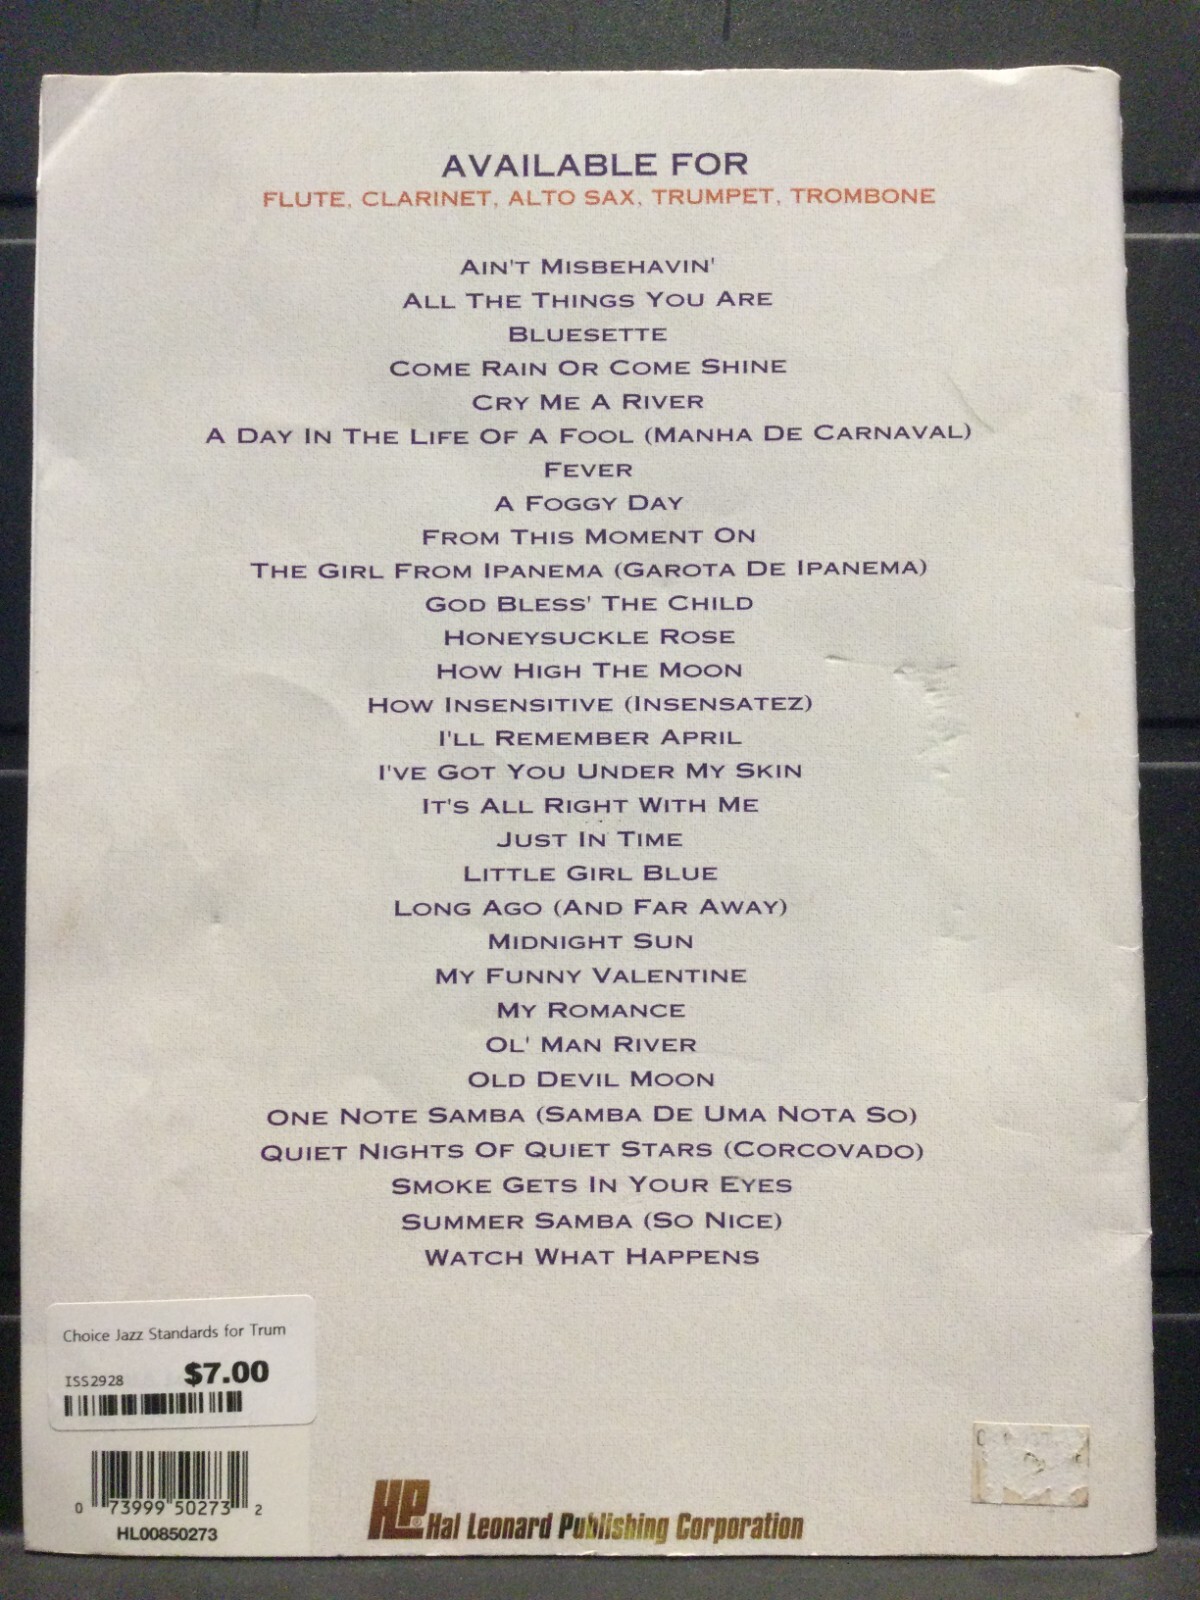 AVAILABLE FOR
FLUTE, CLARINET, ALTO SAX, TRUMPET, TROMBONE
AIN'T MISBEHAVIN'
ALL THE THINGS YOU ARE
BLUESETTE
COME RAIN OR COME SHINE
CRY ME A RIVER
A DAY IN THE LIFE OF A FOOL (MANHA DE CARNAVAL)
FEVER
A FOGGY DAY
FROM THIS MOMENT ON
THE GIRL FROM IPANEMA (GAROTA DE IPANEMA)
GOD BLESS' THE CHILD
HONEYSUCKLE ROSE
HOW HIGH THE MOON
HOW INSENSITIVE (INSENSATEZ)
I'LL REMEMBER APRIL
I'VE GOT YOU UNDER MY SKIN
IT'S ALL RIGHT WITH ME
JUST IN TIME
LITTLE GIRL BLUE
LONG AGO (AND FAR AWAY)
MIDNIGHT SUN
MY FUNNY VALENTINE
MY ROMANCE
OL' MAN RIVER
OLD DEVIL MOON
ONE NOTE SAMBA (SAMBA DE UMA NOTA SO)
QUIET NIGHTS OF QUIET STARS (CORCOVADO)
SMOKE GETS IN YOUR EYES
SUMMER SAMBA (SO NICE)
WATCH WHAT HAPPENS
Choice Jazz Standards for Trum
ISS2928 $7.00
0 73999 50273 2
HL00850273
HL® Hal Leonard Publishing Corporation